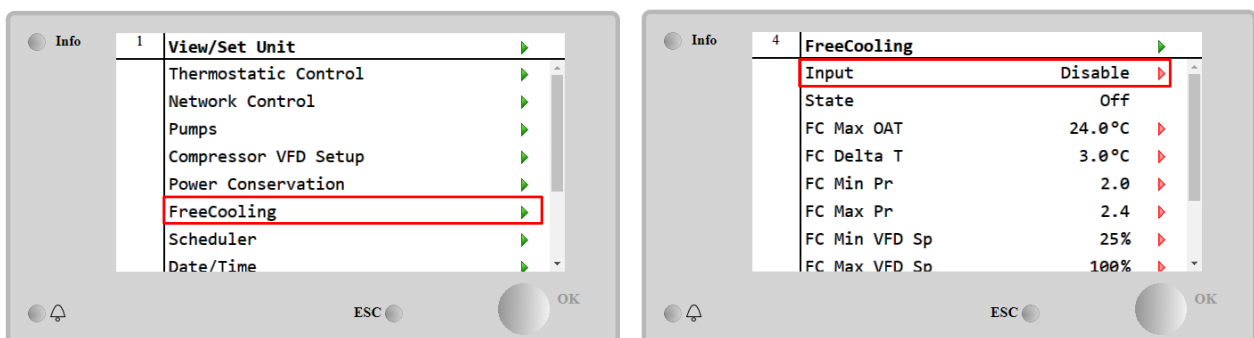 Info
1 View/Set Unit
Thermostatic Control
Network Control
Pumps
Compressor VFD Setup
Power Conservation
FreeCooling
Scheduler
Date/Time
ESC
OK
Info
4 FreeCooling
Input Disable
State Off
FC Max OAT 24.0°C
FC Delta T 3.0°C
FC Min Pr 2.0
FC Max Pr 2.4
FC Min VFD Sp 25%
FC Max VFD Sp 100%
ESC
OK